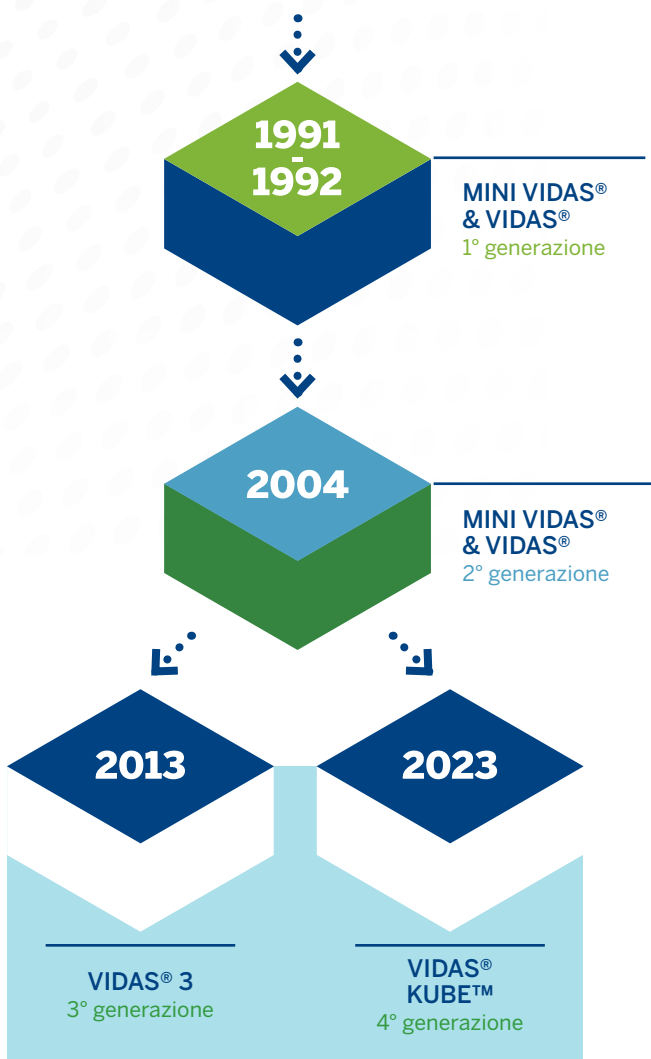 1991
-
1992
MINI VIDAS®
& VIDAS®
1° generazione
2004
MINI VIDAS®
& VIDAS®
2° generazione
2013
2023
VIDAS® 3
3° generazione
VIDAS®
KUBE™
4° generazione